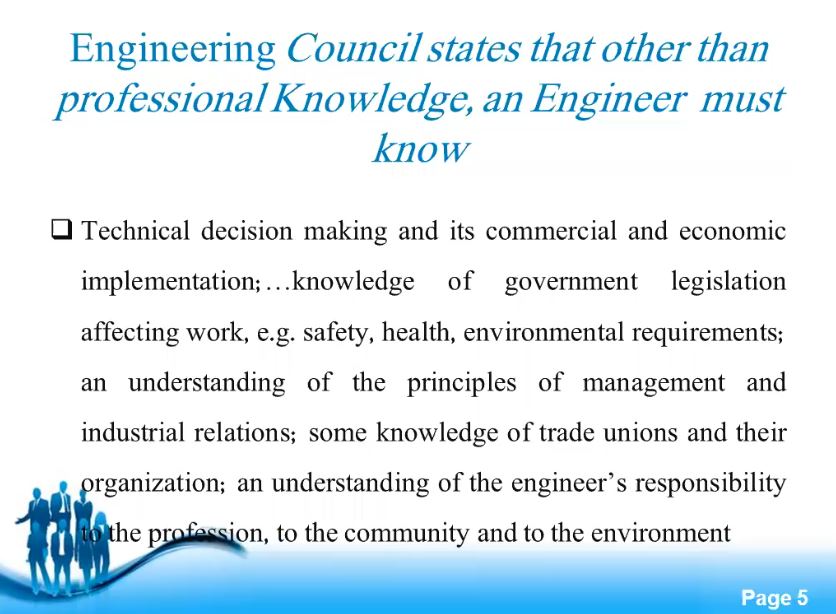 Engineering Council states that other than
professional Knowledge, an Engineer must
know
❑ Technical decision making and its commercial and economic
implementation;…knowledge of government legislation
affecting work, e.g. safety, health, environmental requirements;
an understanding of the principles of management and
industrial relations; some knowledge of trade unions and their
organization; an understanding of the engineer’s responsibility
to the profession, to the community and to the environment
Page 5